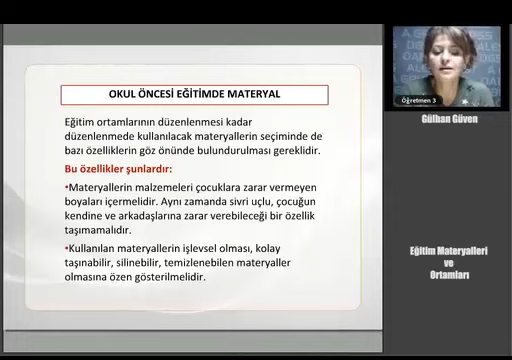 OKUL ÖNCESİ EĞİTİMDE MATERYAL
Eğitim ortamlarının düzenlenmesi kadar
düzenlenmede kullanılacak materyallerin seçiminde de
bazı özelliklerin göz önünde bulundurulması gereklidir.
Bu özellikler şunlardır:
•Materyallerin malzemeleri çocuklara zarar vermeyen
boyaları içermelidir. Aynı zamanda sivri uçlu, çocuğun
kendine ve arkadaşlarına zarar verebileceği bir özellik
taşımamalıdır.
•Kullanılan materyallerin işlevsel olması, kolay
taşınabilir, silinebilir, temizlenebilen materyaller
olmasına özen gösterilmelidir.
Öğretmen 3
Gülhan Güven
Eğitim Materyalleri
ve
Ortamları